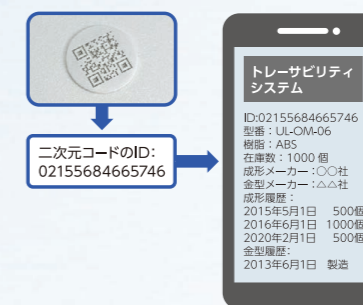 二次元コードのID:
02155684665746
トレーサビリティ
システム
ID:02155684665746
型番：UL-OM-06
樹脂：ABS
在庫数：1000 個
成形メーカー：○○社
金型メーカー：△△社
成形履歴：
2015年5月1日 500個
2016年6月1日 1000個
2020年2月1日 500個
金型履歴：
2013年6月1日 製造